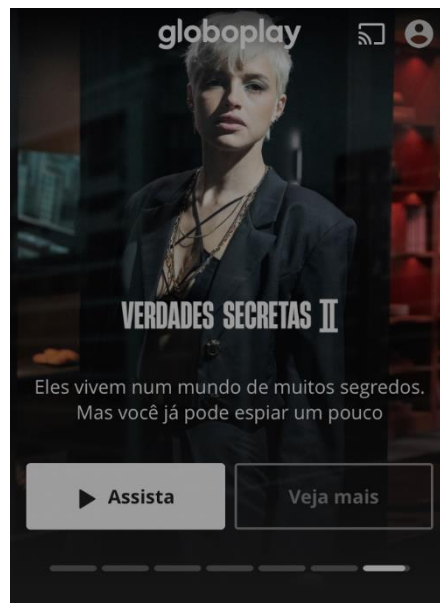 globoplay
VERDADES SECRETAS II
Eles vivem num mundo de muitos segredos.
Mas você já pode espiar um pouco
Assista
Veja mais